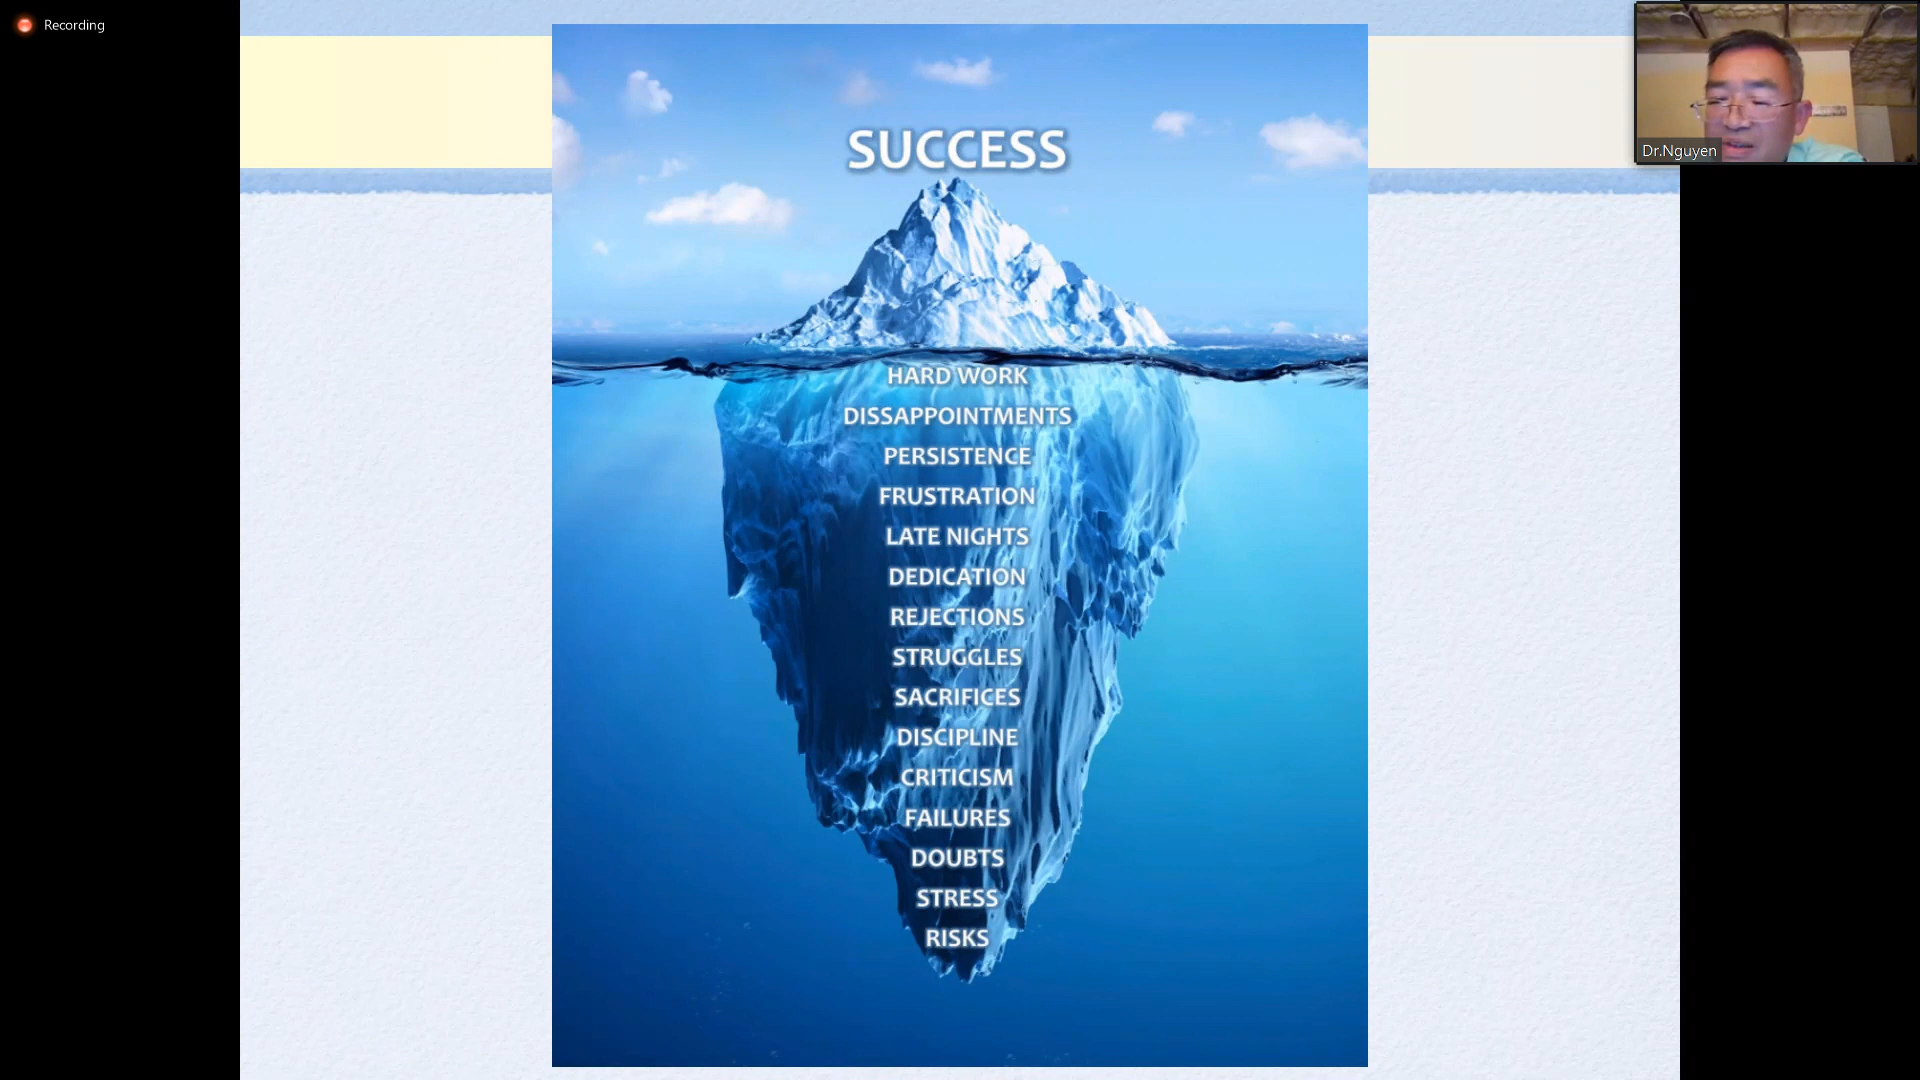 Recording
SUCCESS
Dr.Nguyen
HARD WORK
DISSAPPOINTMENTS
PERSISTENCE
FRUSTRATION
LATE NIGHTS
DEDICATION
REJECTIONS
STRUGGLES
SACRIFICES
DISCIPLINE
CRITICISM
FAILURES
DOUBTS
STRESS
RISKS